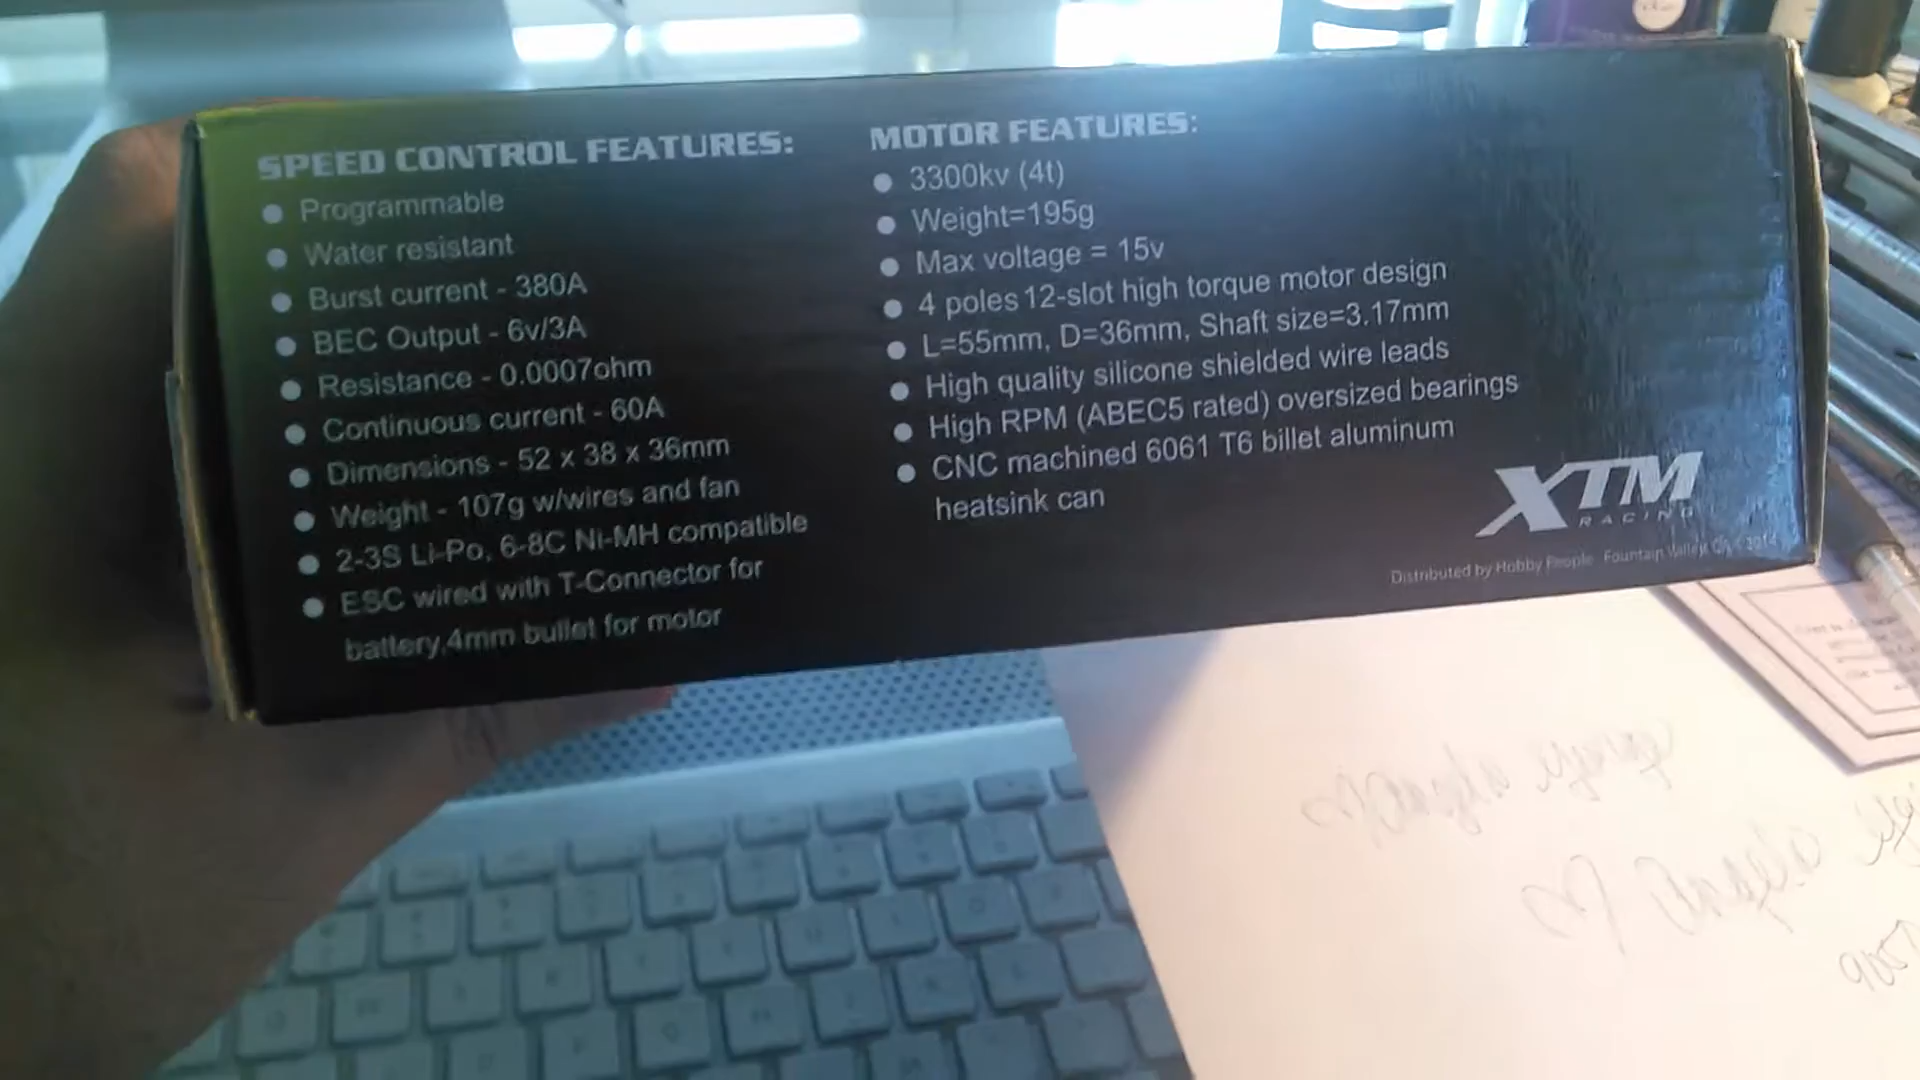 SPEED CONTROL FEATURES:
● Programmable
● Water resistant
● Burst current - 380A
● BEC Output - 6v/3A
● Resistance - 0.0007ohm
● Continuous current - 60A
● Dimensions - 52 x 38 x 36mm
● Weight - 107g w/wires and fan
● 2-3S Li-Po, 6-8C Ni-MH compatible
● ESC wired with T-Connector for
battery,4mm bullet for motor
MOTOR FEATURES:
● 3300kv (4t)
● Weight=195g
● Max voltage = 15v
● 4 poles 12-slot high torque motor design
● L=55mm, D=36mm, Shaft size=3.17mm
● High quality silicone shielded wire leads
● High RPM (ABEC5 rated) oversized bearings
● CNC machined 6061 T6 billet aluminum
heatsink can
XTM
RACING
Distributed by Hobby People Fountain Valley
Angelo
Angelo